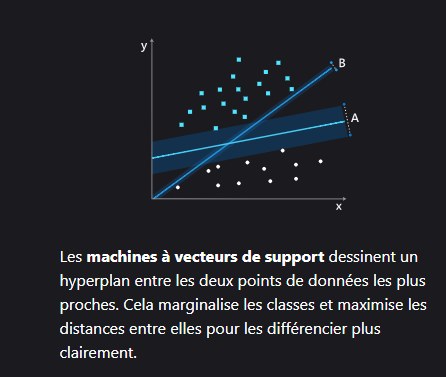 y
B
A
x
Les machines à vecteurs de support dessinent un
hyperplan entre les deux points de données les plus
proches. Cela marginalise les classes et maximise les
distances entre elles pour les différencier plus
clairement.